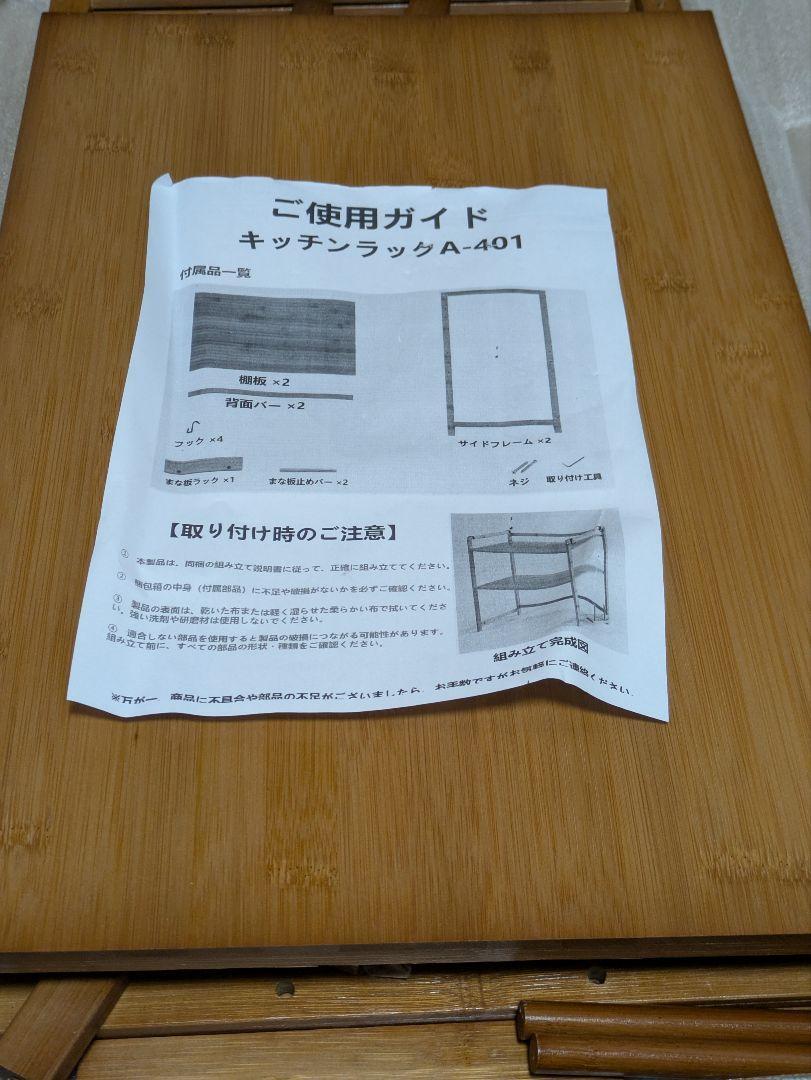 ご使用ガイド
キッチンラックA-401
付属品一覧
棚板 ×2
背面バー ×2
フック ×4
サイドフレーム ×2
まな板ラック ×1
まな板止めバー ×2
ネジ
取り付け工具
【取り付け時のご注意】
① 本製品は、同梱の組み立て説明書に従って、正確に組み立ててください。
② 梱包箱の中身（付属部品）に不足や破損がないかを必ずご確認ください。
③ 製品の表面は、乾いた布または軽く湿らせた柔らかい布で拭いてくださ
い。強い洗剤や研磨材は使用しないでください。
④ 適合しない部品を使用すると製品の破損につながる可能性があります。
組み立て前に、すべての部品の形状・種類をご確認ください。
組み立て完成図
※万が一、商品に不具合や部品の不足がございましたら、お手数ですがお気軽にご連絡ください。